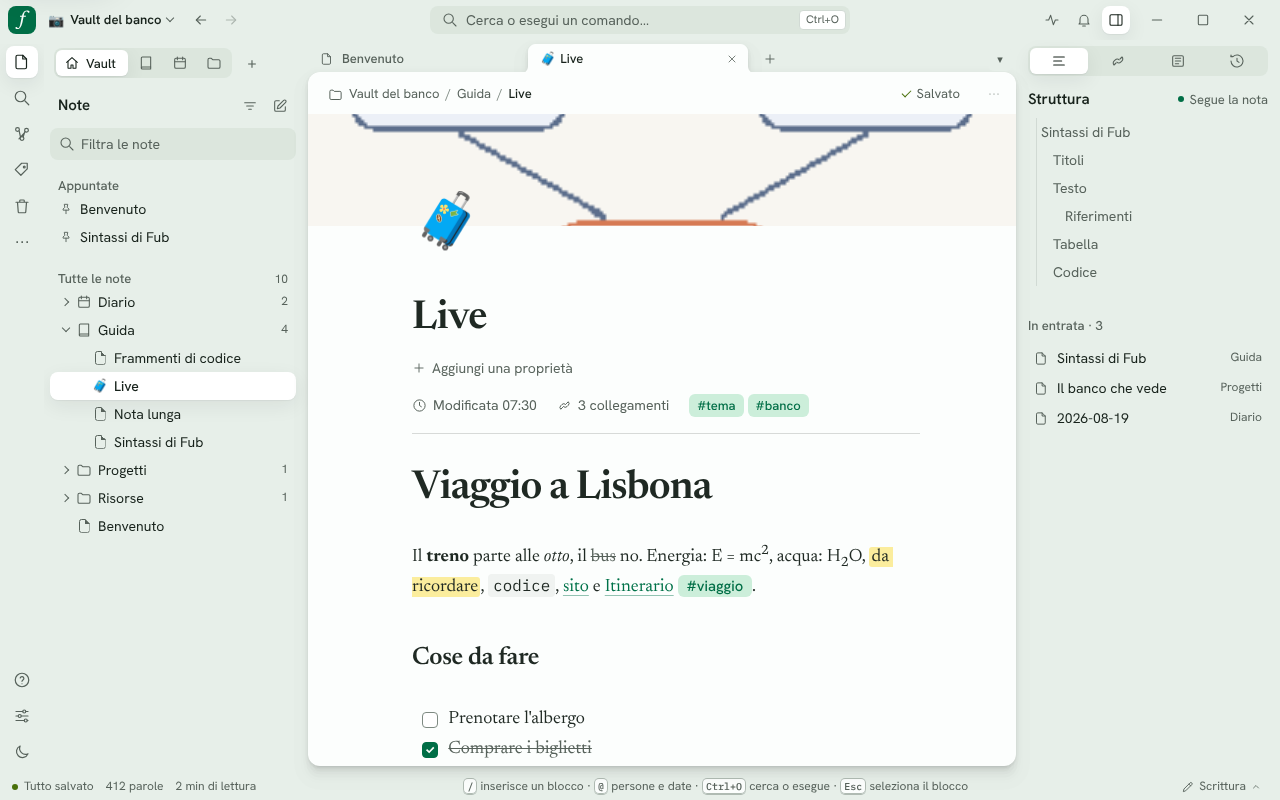 f
Vault del banco
Cerca o esegui un comando...
Ctrl+O
Vault
Note
Filtra le note
Appuntate
Benvenuto
Sintassi di Fub
Tutte le note 10
Diario 2
Guida 4
Frammenti di codice
Live
Nota lunga
Sintassi di Fub
Progetti 1
Risorse 1
Benvenuto
Benvenuto
Live
Vault del banco / Guida / Live
Salvato
Live
Aggiungi una proprietà
Modificata 07:30 3 collegamenti #tema #banco
Viaggio a Lisbona
Il treno parte alle otto, il bus no. Energia: E = mc², acqua: H₂O, da
ricordare, codice, sito e Itinerario #viaggio.
Cose da fare
Prenotare l'albergo
Comprare i biglietti
Struttura
Segue la nota
Sintassi di Fub
Titoli
Testo
Riferimenti
Tabella
Codice
In entrata · 3
Sintassi di Fub Guida
Il banco che vede Progetti
2026-08-19 Diario
Tutto salvato 412 parole 2 min di lettura
/ inserisce un blocco · @ persone e date · Ctrl+O cerca o esegue · Esc seleziona il blocco
Scrittura